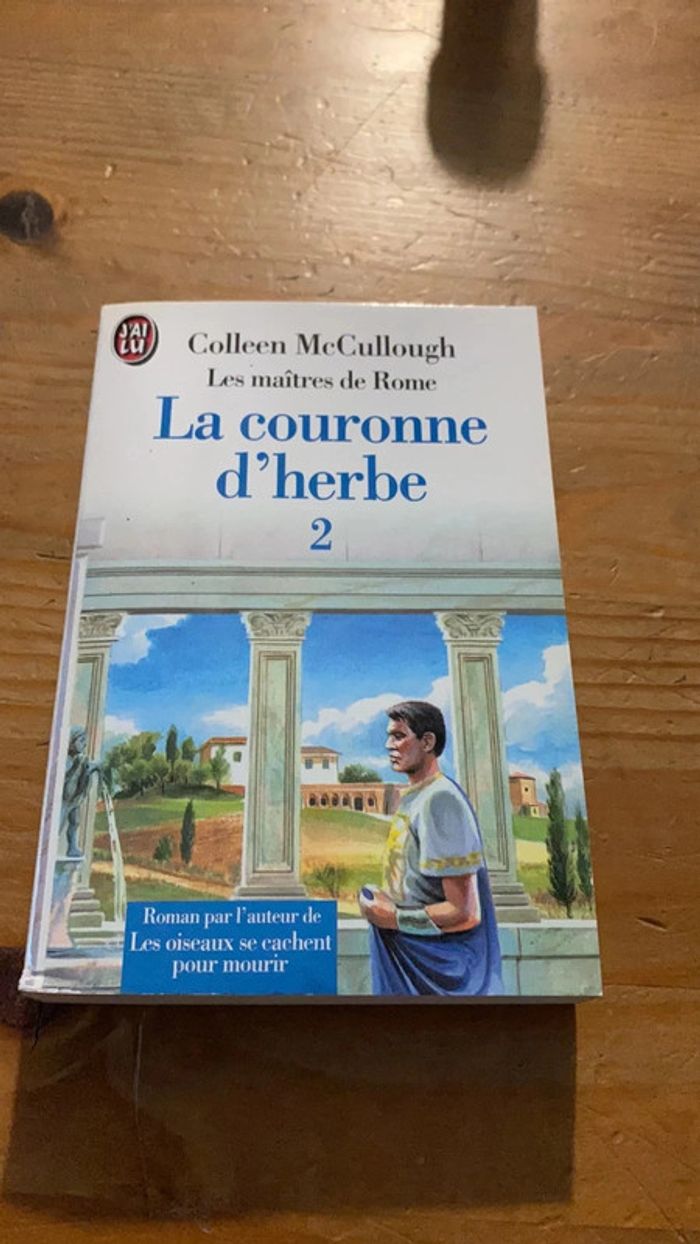 J'AI
LU
Colleen McCullough
Les maîtres de Rome
La couronne
d'herbe
2
Roman par l'auteur de
Les oiseaux se cachent
pour mourir